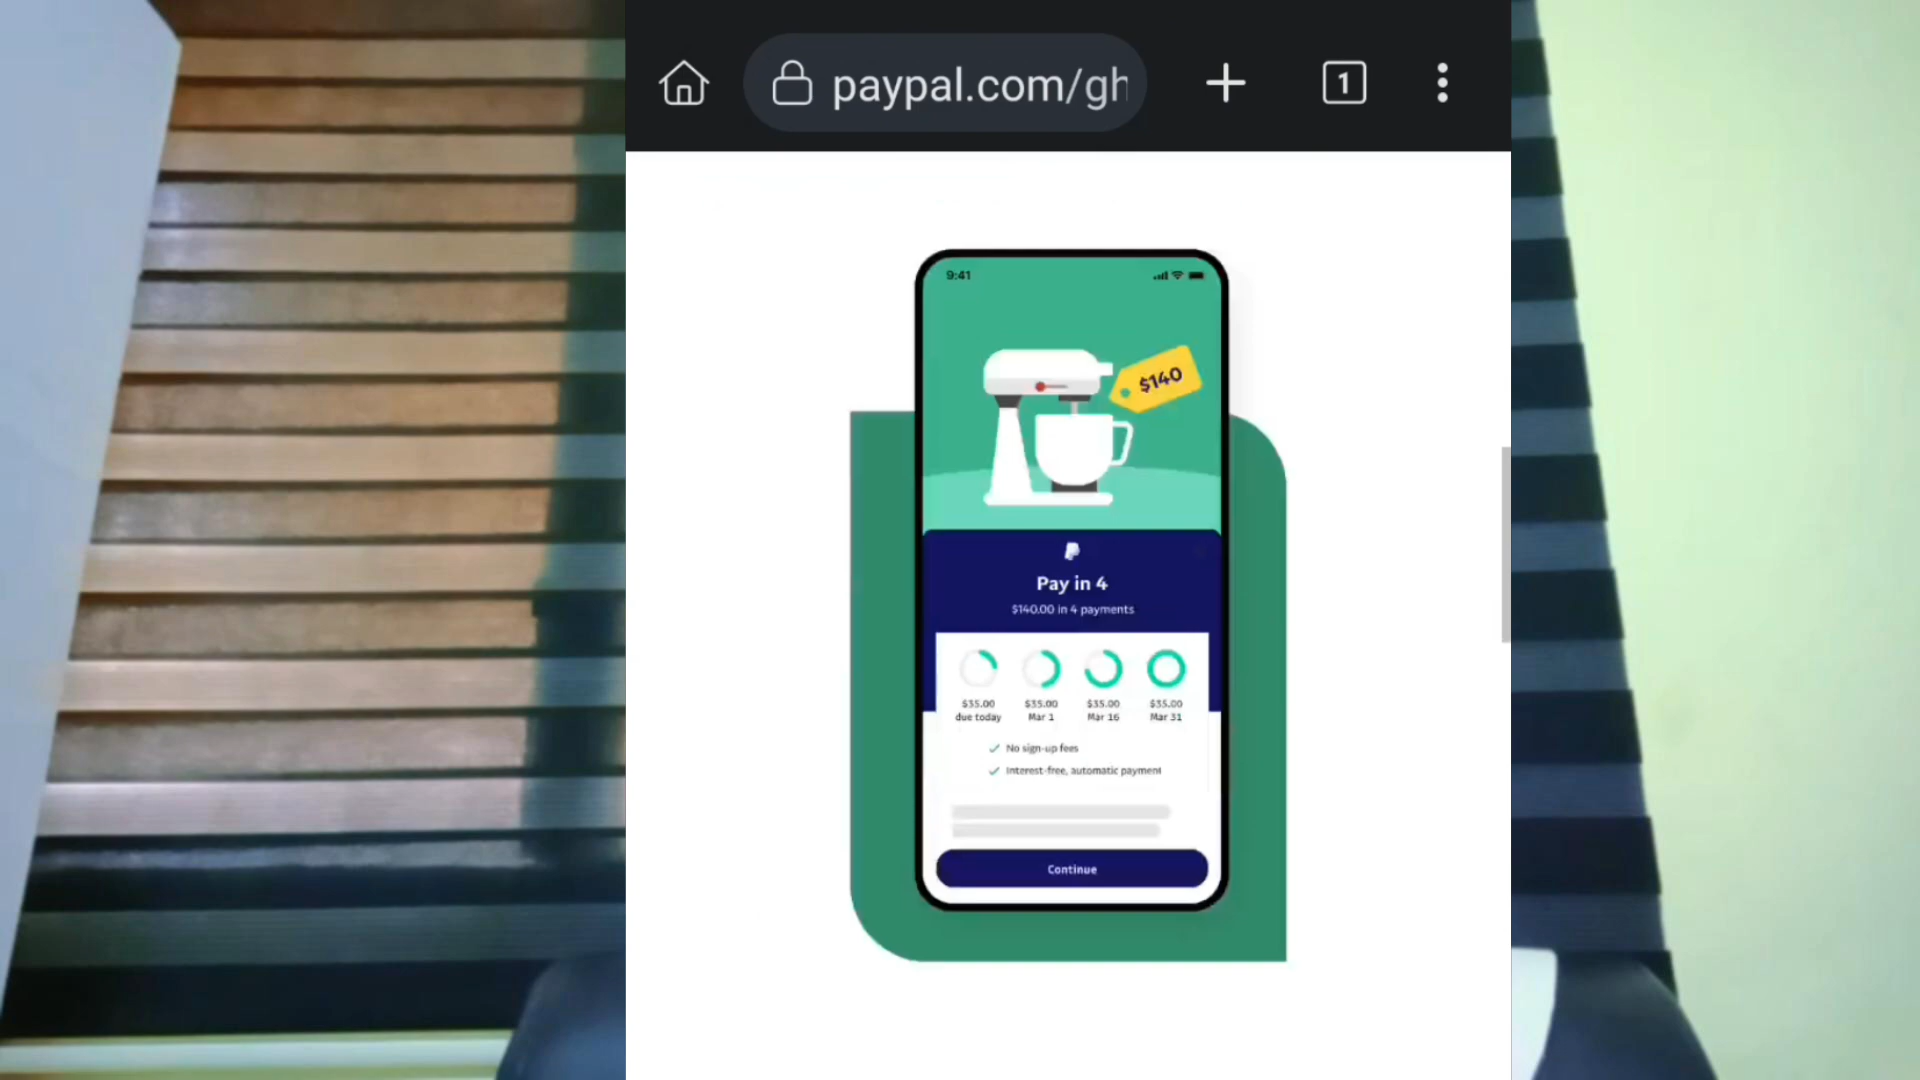 paypal.com/gh
1
9:41
$140
Pay in 4
$140.00 in 4 payments
$35.00 $35.00 $35.00 $35.00
due today Mar 1 Mar 16 Mar 31
No sign-up fees
Interest-free, automatic payment
Continue